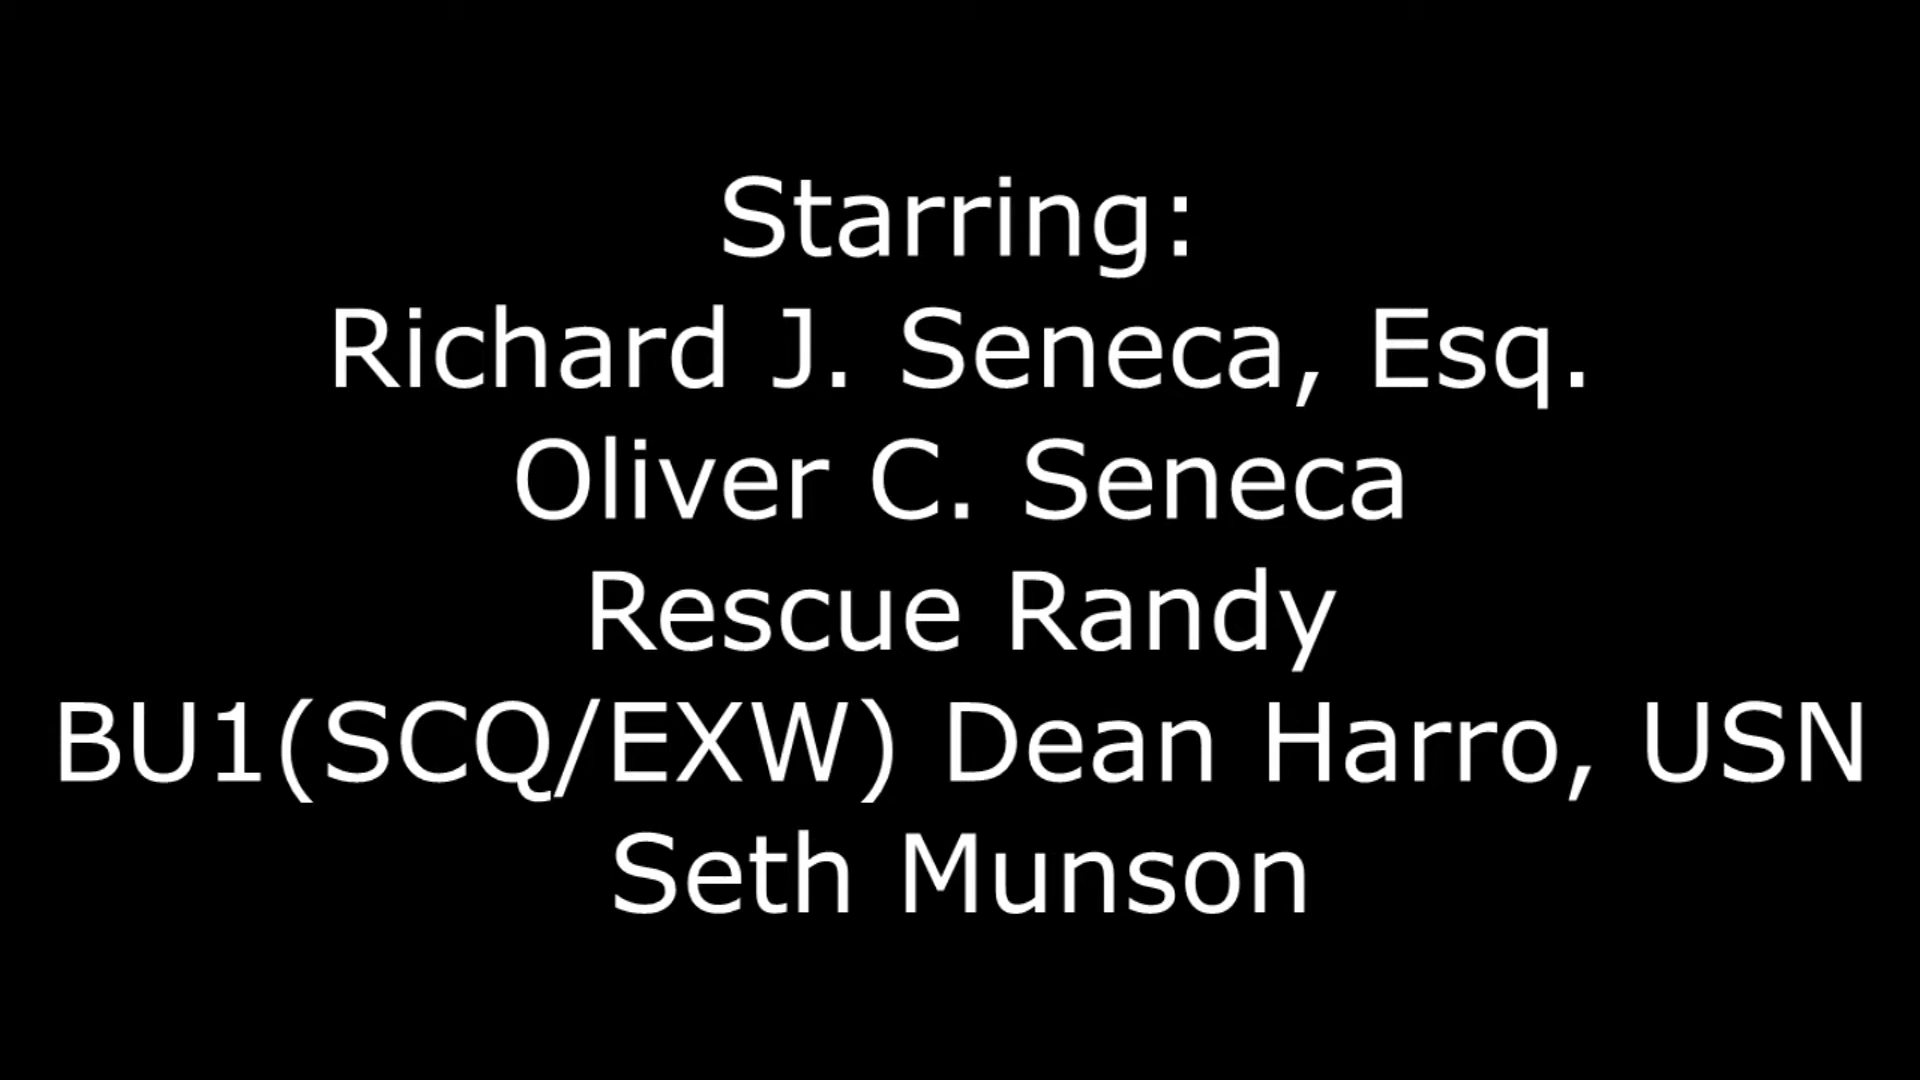 Starring:
Richard J. Seneca, Esq.
Oliver C. Seneca
Rescue Randy
BU1(SCQ/EXW) Dean Harro, USN
Seth Munson